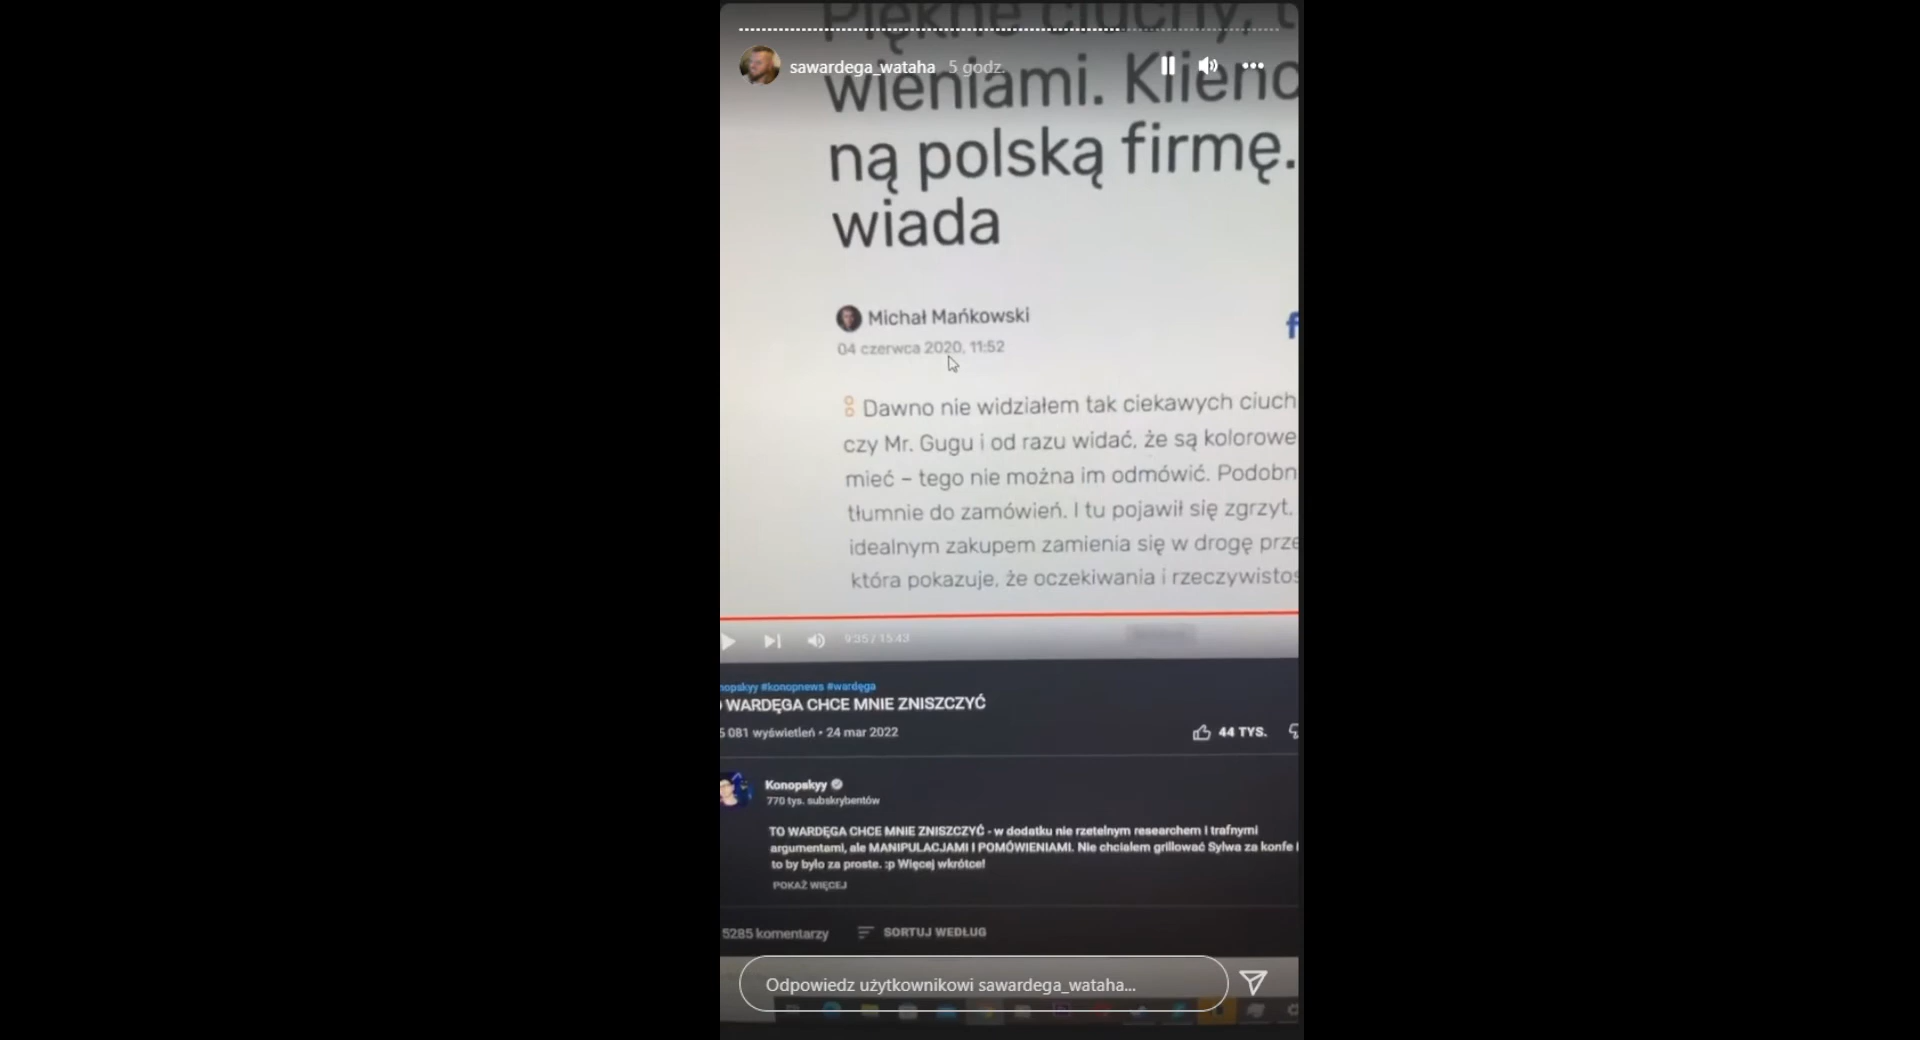 Piękne ciuchy,
sawardega_wataha 5 godz.
wieniami. Klienc
ną polską firmę.
wiada
Michał Mańkowski
04 czerwca 2020, 11:52
f
Dawno nie widziałem tak ciekawych ciuch
czy Mr. Gugu i od razu widać, że są kolorowe
mieć – tego nie można im odmówić. Podobn
tłumnie do zamówień. I tu pojawił się zgrzyt,
idealnym zakupem zamienia się w drogę prze
która pokazuje, że oczekiwania i rzeczywistoś
9:35 / 15:43
nopskyy #konopnews #wardęga
O WARDĘGA CHCE MNIE ZNISZCZYĆ
5 081 wyświetleń • 24 mar 2022
44 TYS.
Konopskyy
770 tys. subskrybentów
TO WARDĘGA CHCE MNIE ZNISZCZYĆ - w dodatku nie rzetelnym researchem i trafnymi
argumentami, ale MANIPULACJAMI I POMÓWIENIAMI. Nie chciałem grillować Sylwa za konfe
to by było za proste. :p Więcej wkrótce!
POKAŻ WIĘCEJ
5285 komentarzy
SORTUJ WEDŁUG
Odpowiedz użytkownikowi sawardega_wataha...